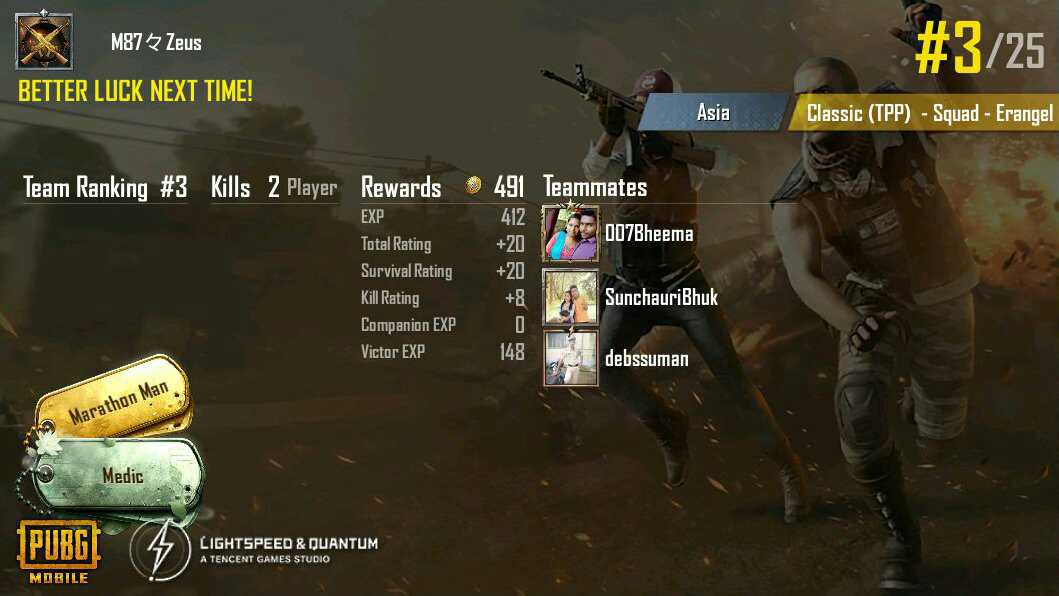 M87々Zeus
BETTER LUCK NEXT TIME!
#3/25
Asia
Classic (TPP) - Squad - Erangel
Team Ranking #3
Kills 2 Player
Rewards 491
EXP 412
Total Rating +20
Survival Rating +20
Kill Rating +8
Companion EXP 0
Victor EXP 148
Teammates
007Bheema
SunchauriBhuk
debssuman
Marathon Man
Medic
PUBG
MOBILE
LIGHTSPEED & QUANTUM
A TENCENT GAMES STUDIO